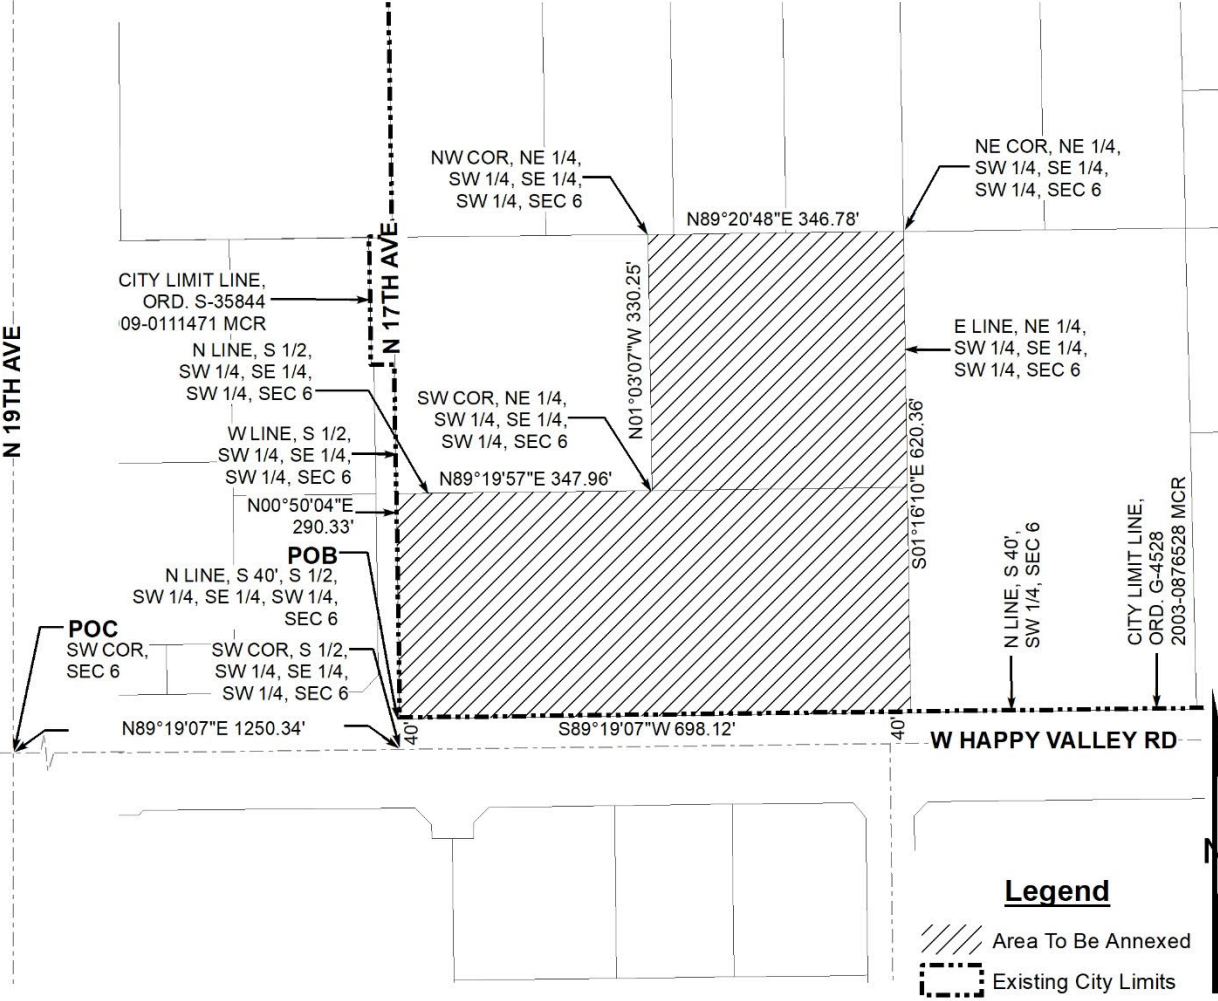 NW COR, NE 1/4,
SW 1/4, SE 1/4,
SW 1/4, SEC 6
NE COR, NE 1/4,
SW 1/4, SE 1/4,
SW 1/4, SEC 6
N89°20'48"E 346.78'
N 17TH AVE
CITY LIMIT LINE,
ORD. S-35844
09-0111471 MCR
N 19TH AVE
N LINE, S 1/2,
SW 1/4, SE 1/4,
SW 1/4, SEC 6
N01°03'07"W 330.25'
E LINE, NE 1/4,
SW 1/4, SE 1/4,
SW 1/4, SEC 6
SW COR, NE 1/4,
SW 1/4, SE 1/4,
SW 1/4, SEC 6
S01°16'10"E 620.36'
W LINE, S 1/2,
SW 1/4, SE 1/4,
SW 1/4, SEC 6
N89°19'57"E 347.96'
N00°50'04"E
290.33'
POB
N LINE, S 40', S 1/2,
SW 1/4, SE 1/4, SW 1/4,
SEC 6
N LINE, S 40',
SW 1/4, SEC 6
CITY LIMIT LINE,
ORD. G-4528
2003-0876528 MCR
POC
SW COR,
SEC 6
SW COR, S 1/2,
SW 1/4, SE 1/4,
SW 1/4, SEC 6
N89°19'07"E 1250.34'
40'
S89°19'07"W 698.12'
40'
W HAPPY VALLEY RD
Legend
Area To Be Annexed
Existing City Limits